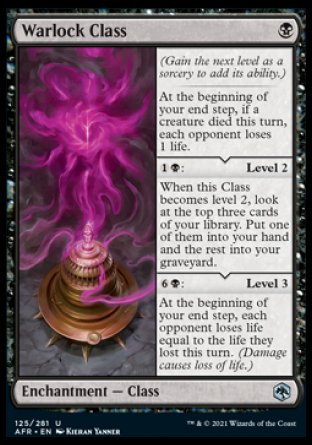 Warlock Class
(Gain the next level as a
sorcery to add its ability.)
At the beginning of
your end step, if a
creature died this turn,
each opponent loses
1 life.
1 : Level 2
When this Class
becomes level 2, look
at the top three cards
of your library. Put one
of them into your hand
and the rest into your
graveyard.
6 : Level 3
At the beginning of
your end step, each
opponent loses life
equal to the life they
lost this turn. (Damage
causes loss of life.)
Enchantment — Class
125/281 U
AFR • EN KIERAN YANNER
™ & © 2021 Wizards of the Coast